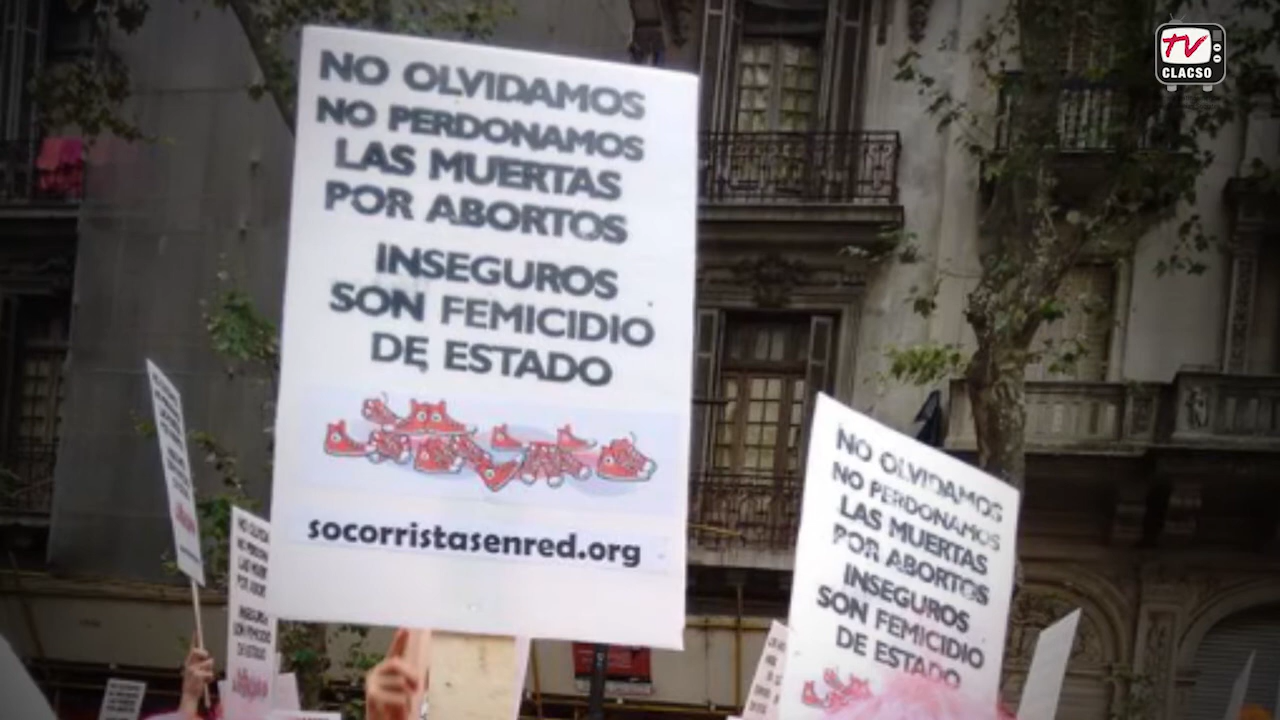 TV
CLACSO
NO OLVIDAMOS
NO PERDONAMOS
LAS MUERTAS
POR ABORTOS
INSEGUROS
SON FEMICIDIO
DE ESTADO
socorristasenred.org
NO OLVIDAMOS
NO PERDONAMOS
LAS MUERTAS
POR ABORTOS
INSEGUROS
SON FEMICIDIO
DE ESTADO